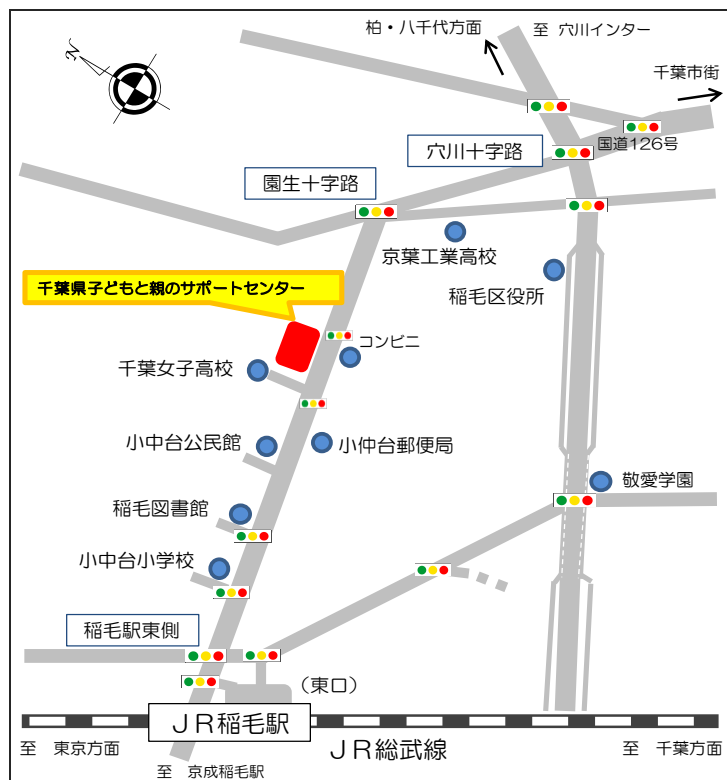 柏・八千代方面
至 穴川インター
千葉市街
N
国道126号
穴川十字路
園生十字路
京葉工業高校
千葉県子どもと親のサポートセンター
稲毛区役所
コンビニ
千葉女子高校
小中台公民館
小仲台郵便局
敬愛学園
稲毛図書館
小中台小学校
稲毛駅東側
（東口）
ＪＲ稲毛駅
ＪＲ総武線
至 東京方面
至 千葉方面
至 京成稲毛駅